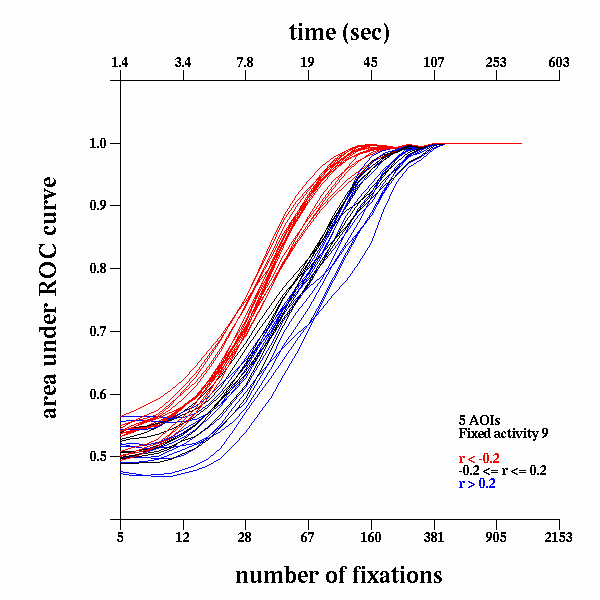 time (sec)
1.4 3.4 7.8 19 45 107 253 603
1.0
0.9
0.8
0.7
0.6
0.5
area under ROC curve
5 AOIs
Fixed activity 9
r < -0.2
-0.2 <= r <= 0.2
r > 0.2
5 12 28 67 160 381 905 2153
number of fixations